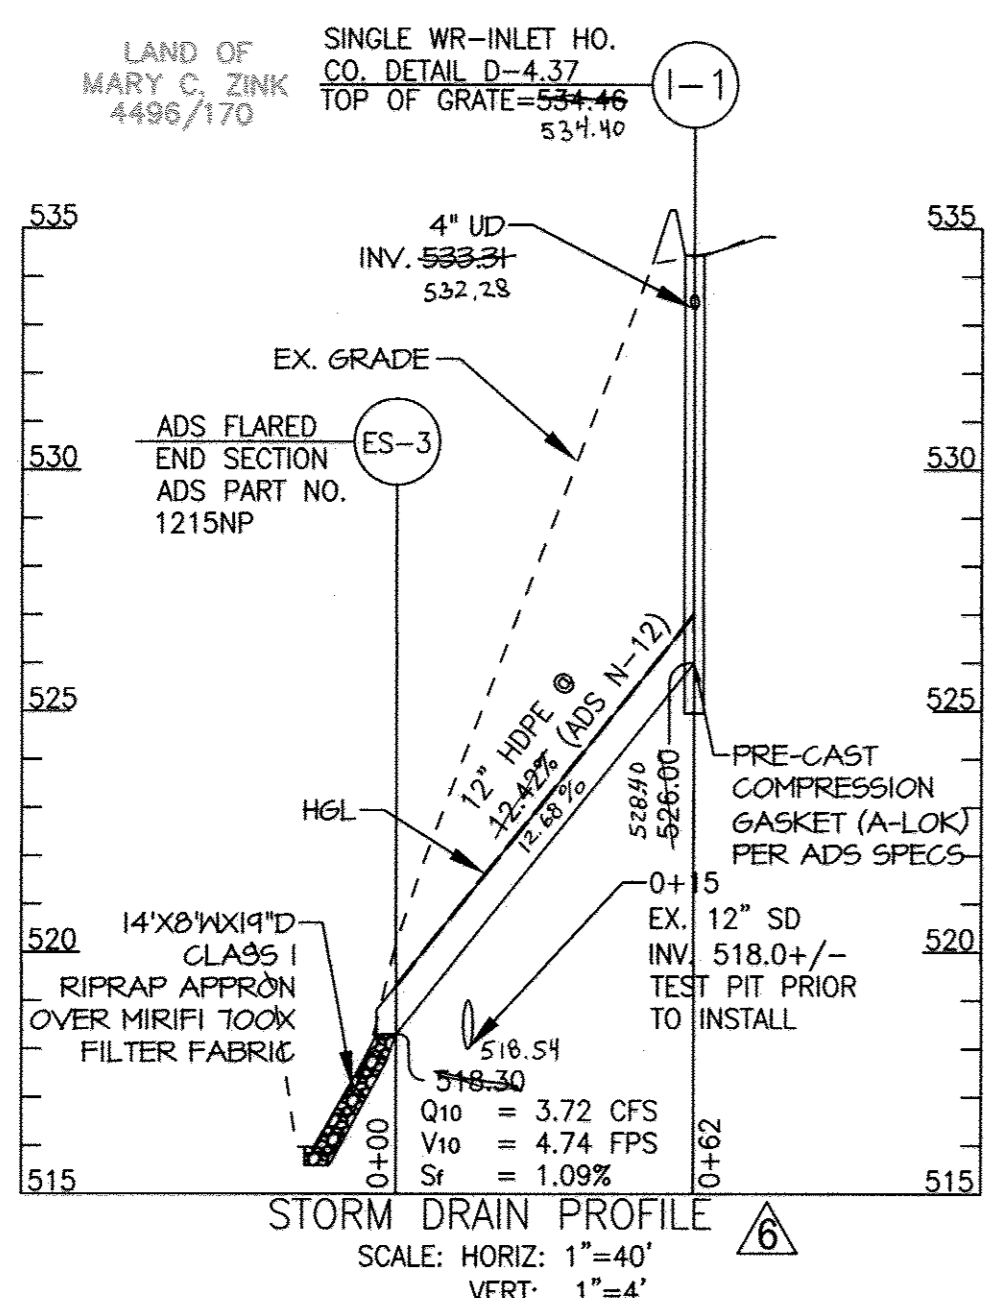 LAND OF
MARY C. ZINK
4496/170
SINGLE WR-INLET HO.
CO. DETAIL D-4.37
TOP OF GRATE=534.46
534.40
I-1
535
535
4" UD
INV. 533.31
532.28
EX. GRADE
ADS FLARED
END SECTION
ADS PART NO.
1215NP
ES-3
530
530
525
525
12" HDPE @
12.42% (ADS N-12)
12.68%
HGL
528.40
526.00
PRE-CAST
COMPRESSION
GASKET (A-LOK)
PER ADS SPECS
0+15
EX. 12" SD
INV. 518.0+/-
TEST PIT PRIOR
TO INSTALL
14'X8'WX19"D
CLASS I
RIPRAP APPRON
OVER MIRIFI 700X
FILTER FABRIC
520
520
518.54
518.30
Q10 = 3.72 CFS
V10 = 4.74 FPS
Sf = 1.09%
0+00
0+62
515
515
STORM DRAIN PROFILE
6
SCALE: HORIZ: 1"=40'
VERT: 1"=4'